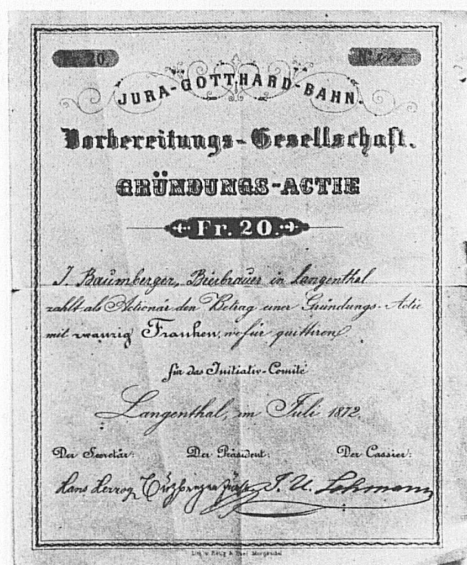 20.
JURA-GOTTHARD-BAHN.
Vorbereitungs-Gesellschaft.
GRÜNDUNGS-ACTIE
Fr. 20.
J. Baumberger, Bierbrauer in Langenthal
zahlt als Actionär den Betrag einer Gründungs-Actie
mit zwanzig Franken, wofür quittiren
für das Initiativ-Comité
Langenthal, im Juli 1872.
Der Secretär: Der Präsident: Der Cassier:
Hans Herzog J. U. Lehmann